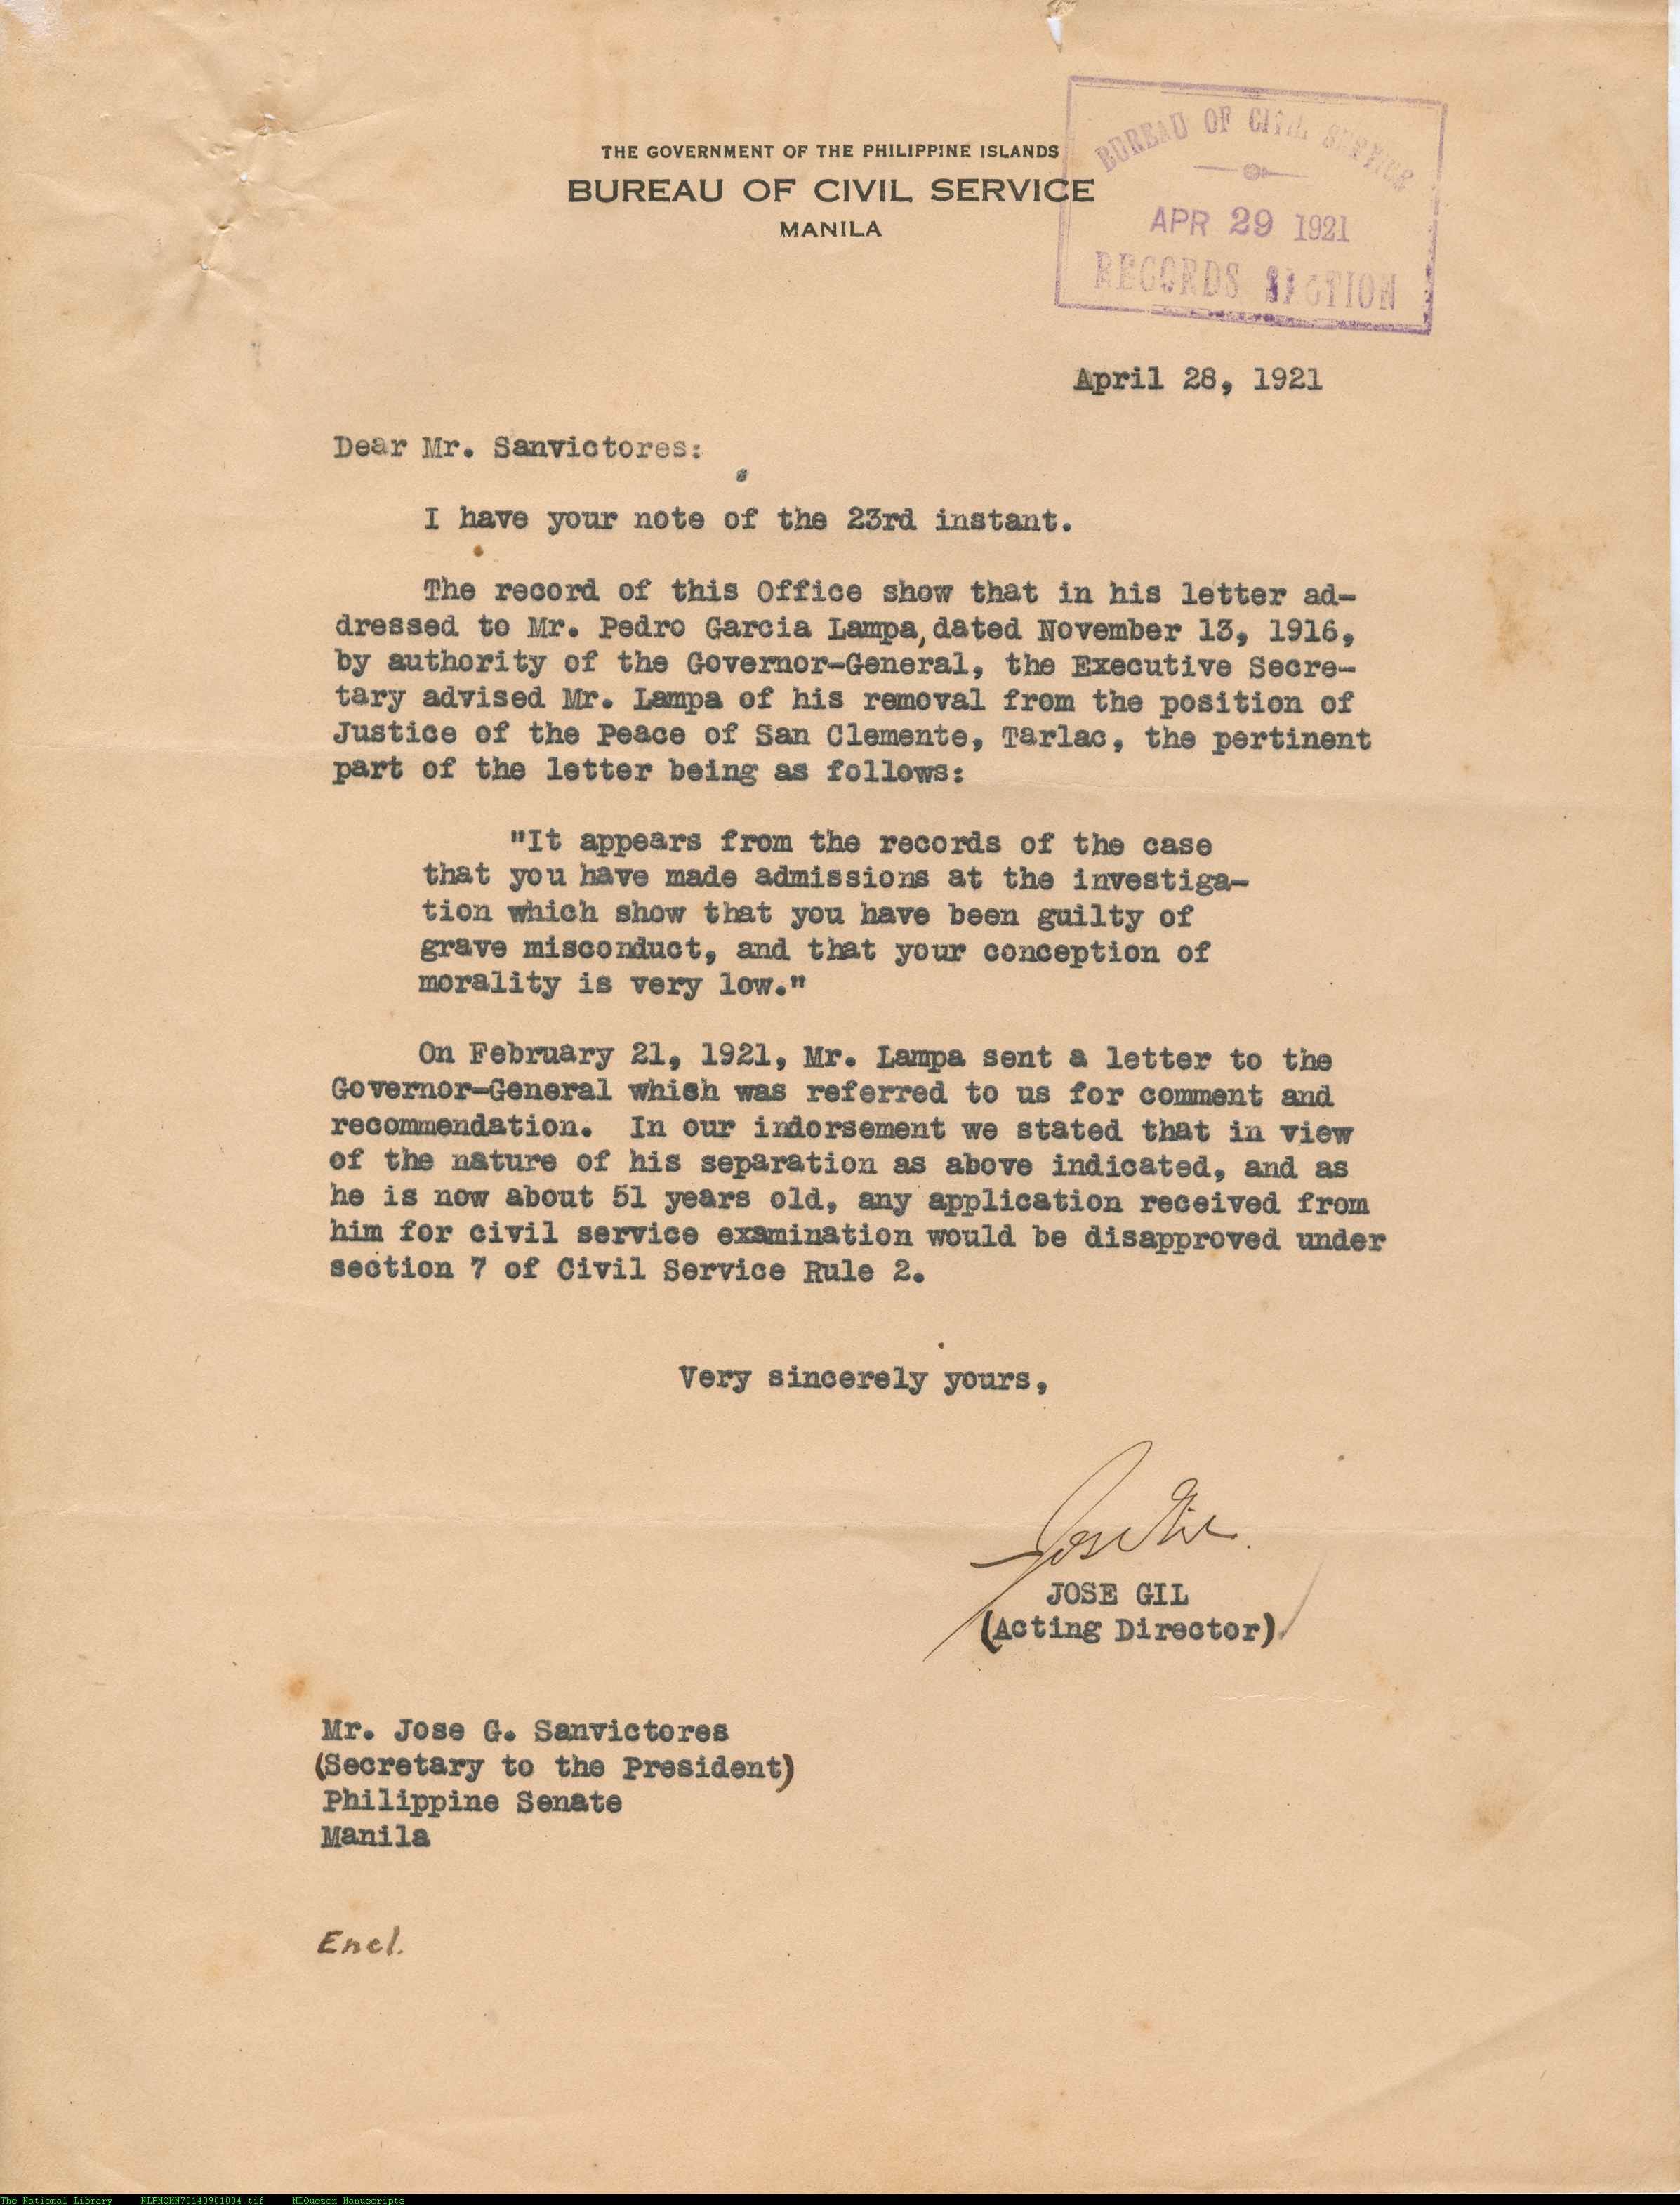 THE GOVERNMENT OF THE PHILIPPINE ISLANDS
BUREAU OF CIVIL SERVICE
MANILA
BUREAU OF CIVIL SERVICE
APR 29 1921
RECORDS SECTION
April 28, 1921
Dear Mr. Sanvictores:
I have your note of the 23rd instant.
The record of this Office show that in his letter ad-
dressed to Mr. Pedro Garcia Lampa, dated November 13, 1916,
by authority of the Governor-General, the Executive Secre-
tary advised Mr. Lampa of his removal from the position of
Justice of the Peace of San Clemente, Tarlac, the pertinent
part of the letter being as follows:
"It appears from the records of the case
that you have made admissions at the investiga-
tion which show that you have been guilty of
grave misconduct, and that your conception of
morality is very low."
On February 21, 1921, Mr. Lampa sent a letter to the
Governor-General which was referred to us for comment and
recommendation. In our indorsement we stated that in view
of the nature of his separation as above indicated, and as
he is now about 51 years old, any application received from
him for civil service examination would be disapproved under
section 7 of Civil Service Rule 2.
Very sincerely yours,
Jose Gil.
JOSE GIL
(Acting Director)
Mr. Jose G. Sanvictores
(Secretary to the President)
Philippine Senate
Manila
Encl.
The National Library NLPMQMN70140901004 tif MLQuezon Manuscripts